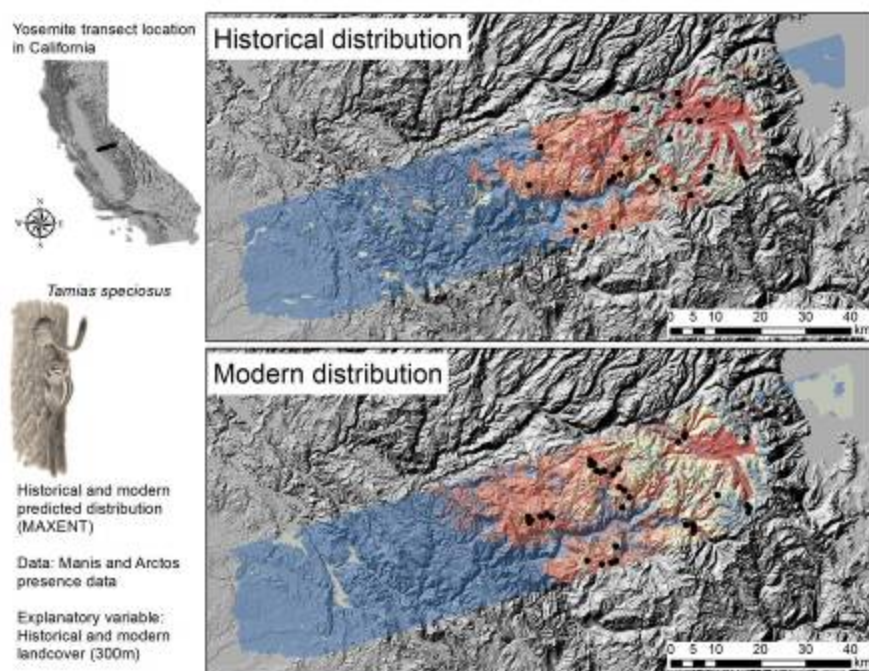 Yosemite transect location
in California
Tamias speciosus
Historical and modern
predicted distribution
(MAXENT)
Data: Manis and Arctos
presence data
Explanatory variable:
Historical and modern
landcover (300m)
Historical distribution
0 5 10 20 30 40
km
Modern distribution
0 5 10 20 30 40
km